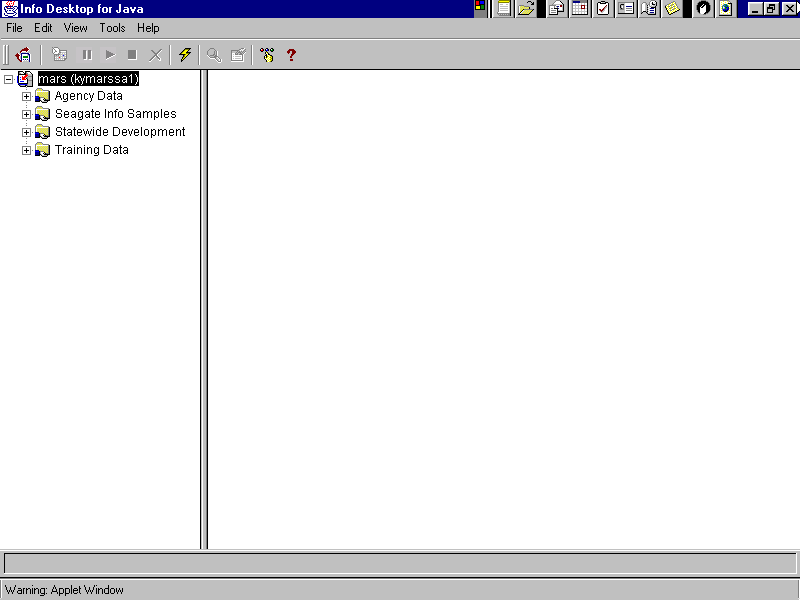 Info Desktop for Java
File Edit View Tools Help
mars (kymarssa1)
Agency Data
Seagate Info Samples
Statewide Development
Training Data
Warning: Applet Window